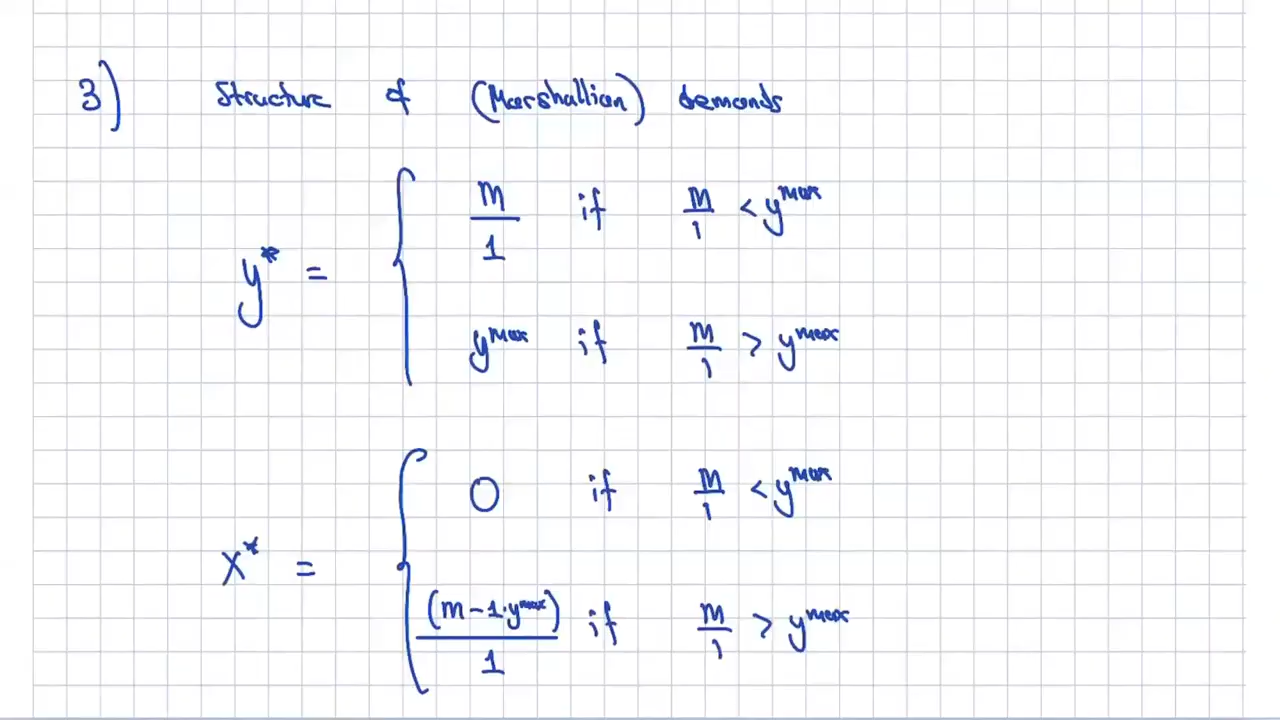 3) Structure of (Marshallian) demands
y* = { m/1 if m/1 < y^max
y^max if m/1 > y^max
x* = { 0 if m/1 < y^max
(m - 1·y^max)/1 if m/1 > y^max